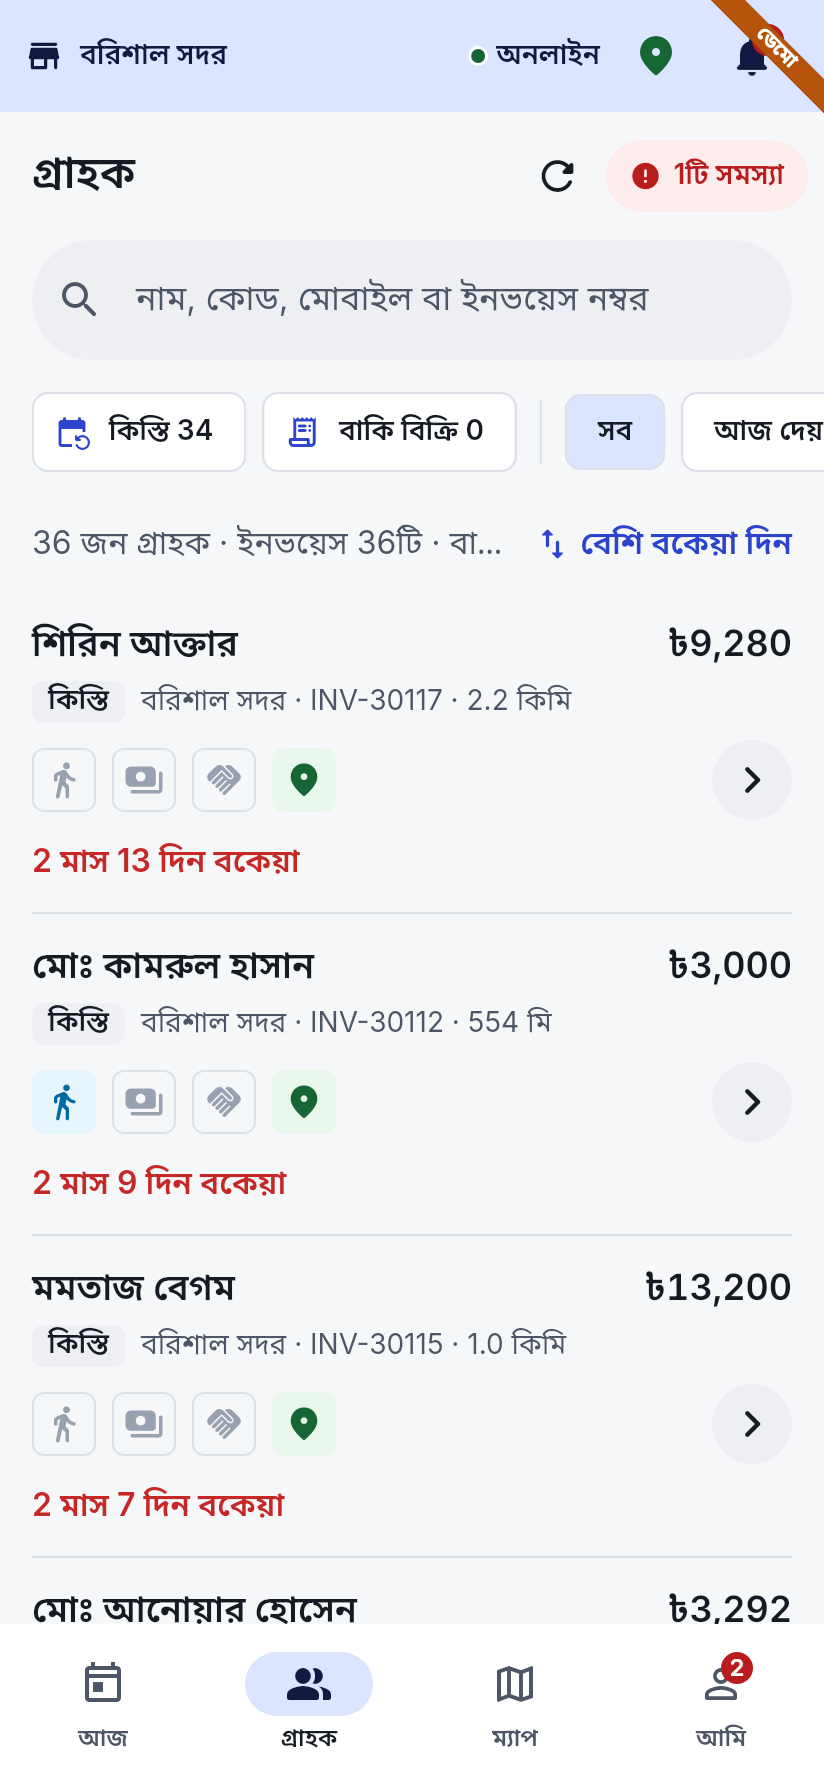 বরিশাল সদর
অনলাইন
ডেমো
গ্রাহক
1টি সমস্যা
নাম, কোড, মোবাইল বা ইনভয়েস নম্বর
কিস্তি 34
বাকি বিক্রি 0
সব
আজ দেয়
36 জন গ্রাহক · ইনভয়েস 36টি · বা...
বেশি বকেয়া দিন
শিরিন আক্তার
৳9,280
কিস্তি
বরিশাল সদর · INV-30117 · 2.2 কিমি
2 মাস 13 দিন বকেয়া
মোঃ কামরুল হাসান
৳3,000
কিস্তি
বরিশাল সদর · INV-30112 · 554 মি
2 মাস 9 দিন বকেয়া
মমতাজ বেগম
৳13,200
কিস্তি
বরিশাল সদর · INV-30115 · 1.0 কিমি
2 মাস 7 দিন বকেয়া
মোঃ আনোয়ার হোসেন
৳3,292
2
আজ
গ্রাহক
ম্যাপ
আমি